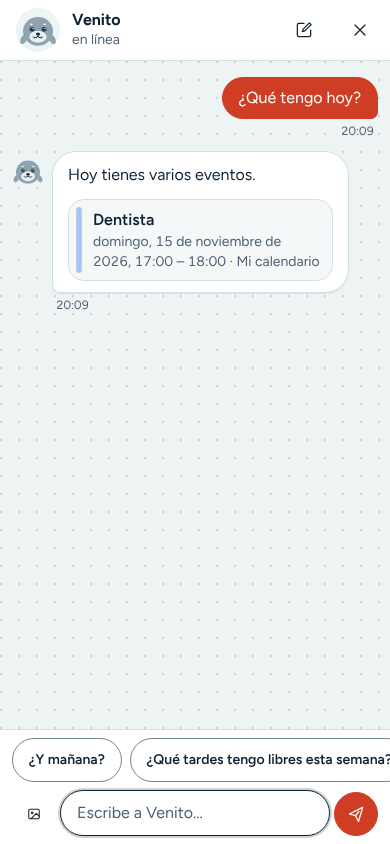 Venito
en línea
¿Qué tengo hoy?
20:09
Hoy tienes varios eventos.
Dentista
domingo, 15 de noviembre de
2026, 17:00 – 18:00 · Mi calendario
20:09
¿Y mañana?
¿Qué tardes tengo libres esta semana?
Escribe a Venito...